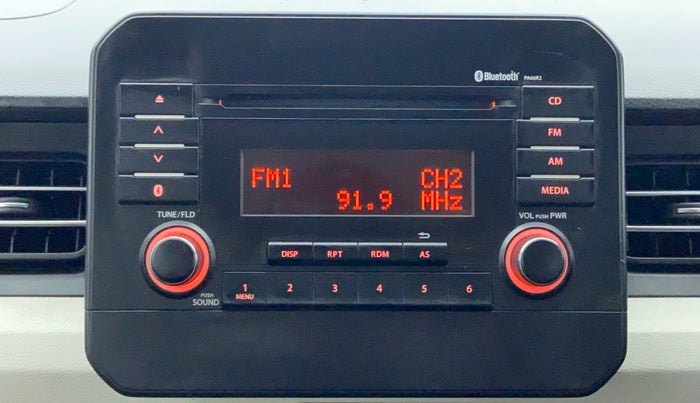 Bluetooth PA66R2
CD
FM
AM
MEDIA
FM1 CH2
91.9 MHz
TUNE/FLD
VOL PUSH PWR
DISP RPT RDM AS
PUSH SOUND
1 2 3 4 5 6
MENU